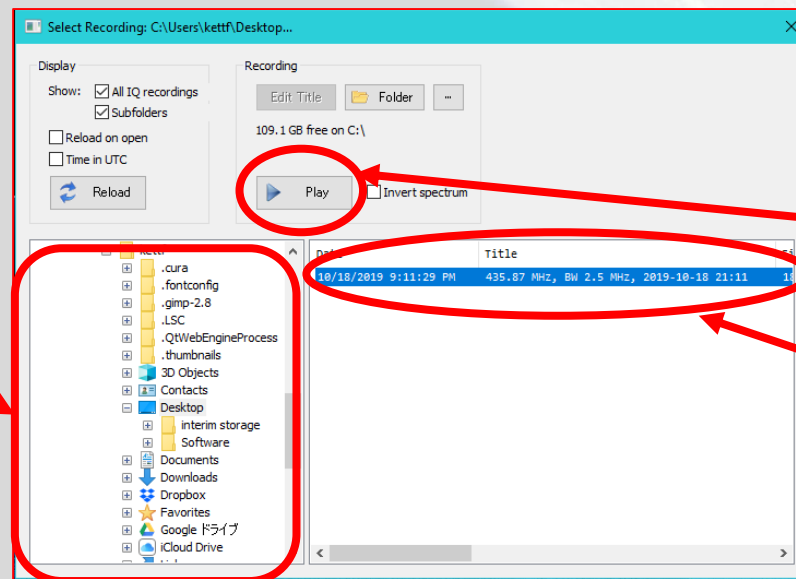 Select Recording: C:\Users\kettf\Desktop...
Display
Show: All IQ recordings
Subfolders
Reload on open
Time in UTC
Reload
Recording
Edit Title
Folder
...
109.1 GB free on C:\
Play
Invert spectrum
kettf
.cura
.fontconfig
.gimp-2.8
.LSC
.QtWebEngineProcess
.thumbnails
3D Objects
Contacts
Desktop
interim storage
Software
Documents
Downloads
Dropbox
Favorites
Google ドライブ
iCloud Drive
Date Title
10/18/2019 9:11:29 PM 435.87 MHz, BW 2.5 MHz, 2019-10-18 21:11